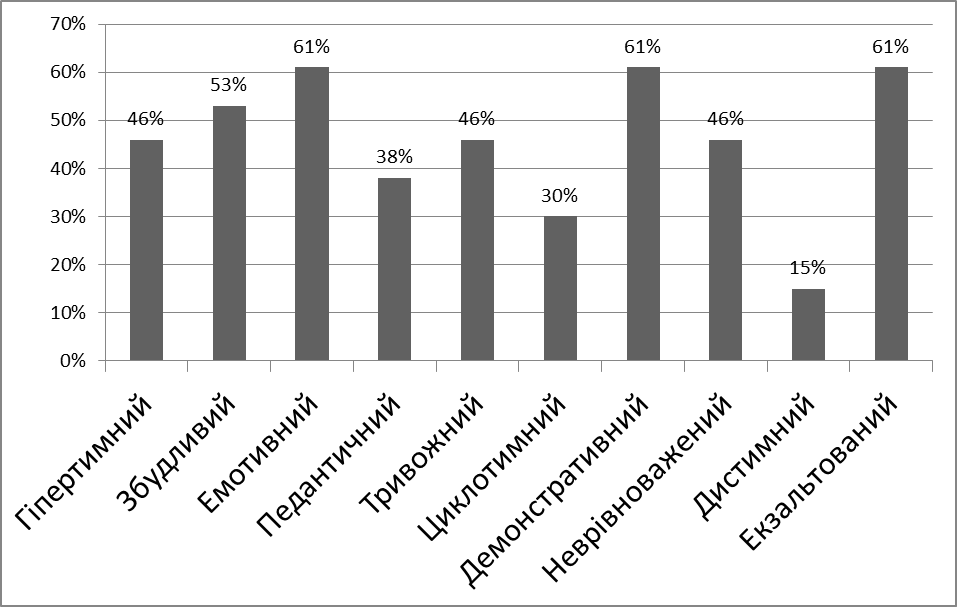 70%
60%
50%
40%
30%
20%
10%
0%
46%
53%
61%
38%
46%
30%
61%
46%
15%
61%
Гіпертимний
Збудливий
Емотивний
Педантичний
Тривожний
Циклотимний
Демонстративний
Неврівноважений
Дистимний
Екзальтований